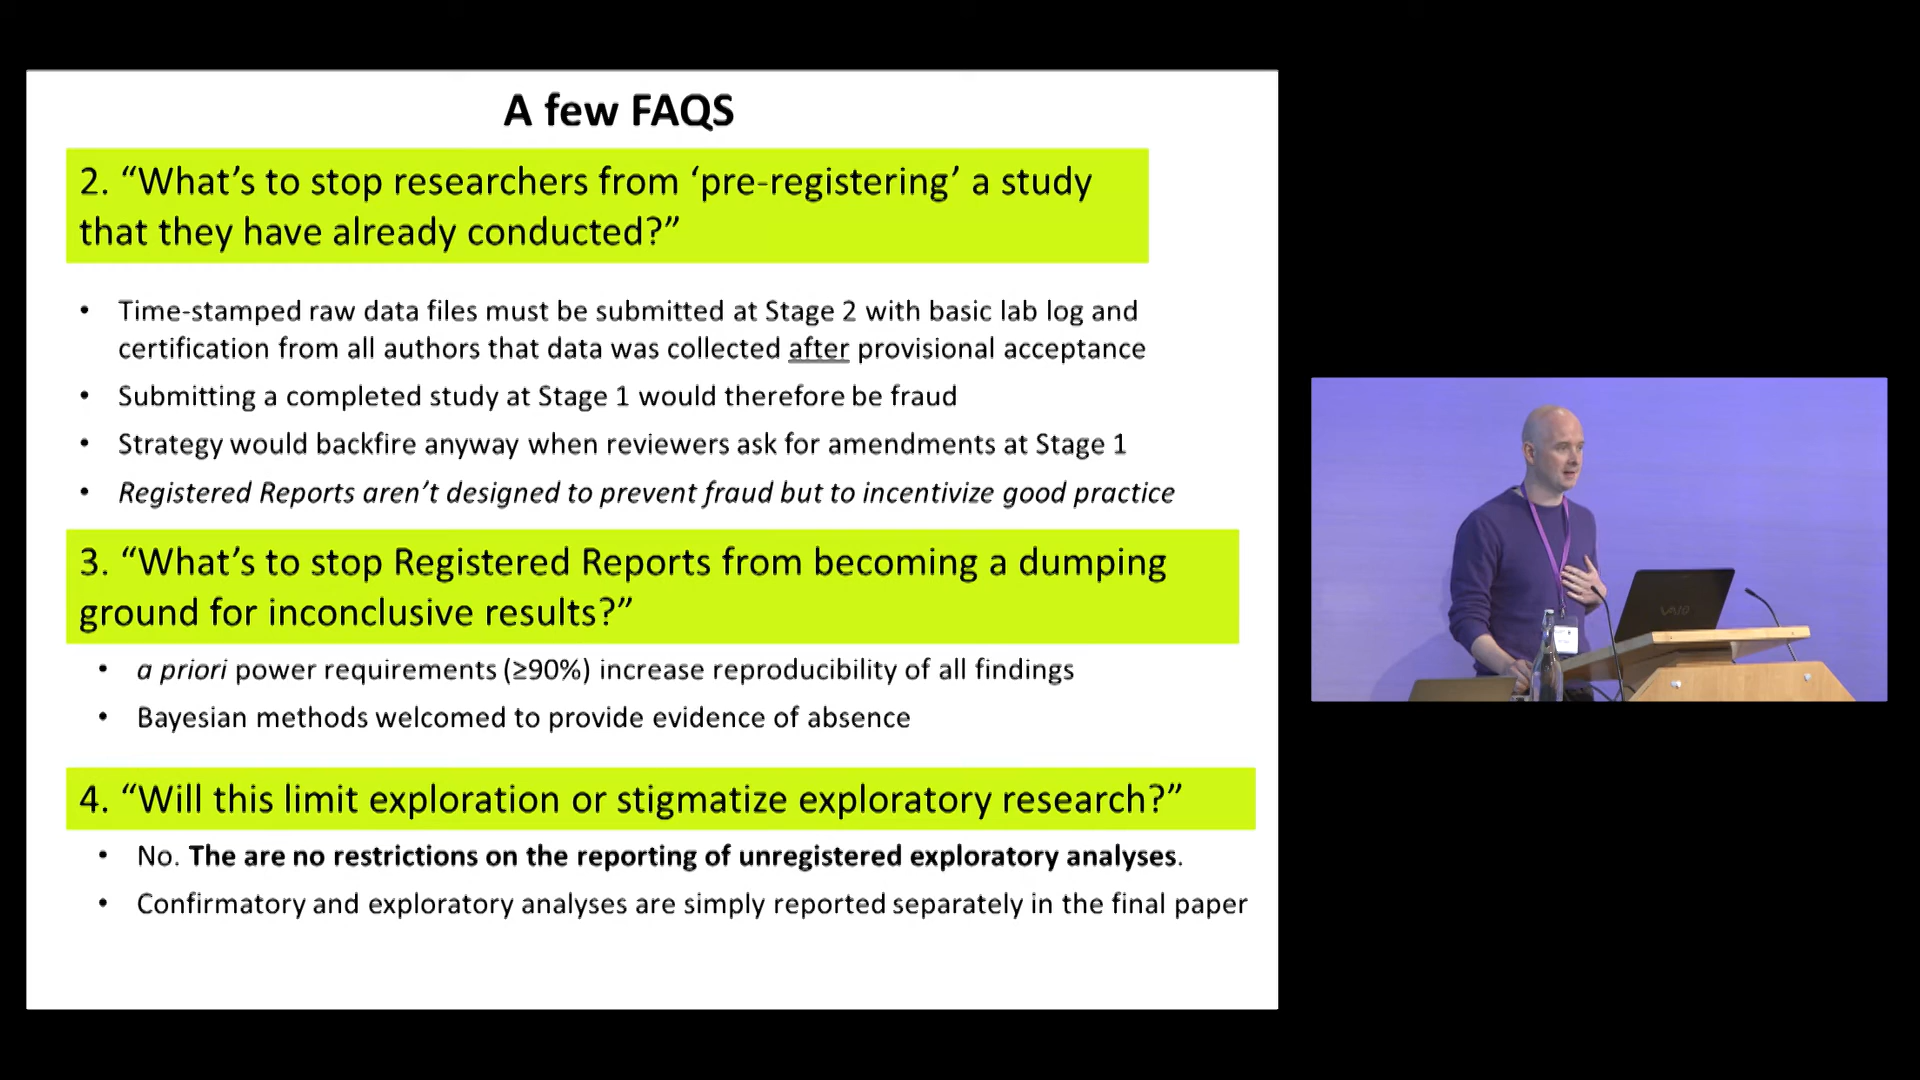 A few FAQS
2. “What’s to stop researchers from ‘pre-registering’ a study
that they have already conducted?”
• Time-stamped raw data files must be submitted at Stage 2 with basic lab log and
certification from all authors that data was collected after provisional acceptance
• Submitting a completed study at Stage 1 would therefore be fraud
• Strategy would backfire anyway when reviewers ask for amendments at Stage 1
• Registered Reports aren’t designed to prevent fraud but to incentivize good practice
3. “What’s to stop Registered Reports from becoming a dumping
ground for inconclusive results?”
• a priori power requirements (≥90%) increase reproducibility of all findings
• Bayesian methods welcomed to provide evidence of absence
4. “Will this limit exploration or stigmatize exploratory research?”
• No. The are no restrictions on the reporting of unregistered exploratory analyses.
• Confirmatory and exploratory analyses are simply reported separately in the final paper
VAIO